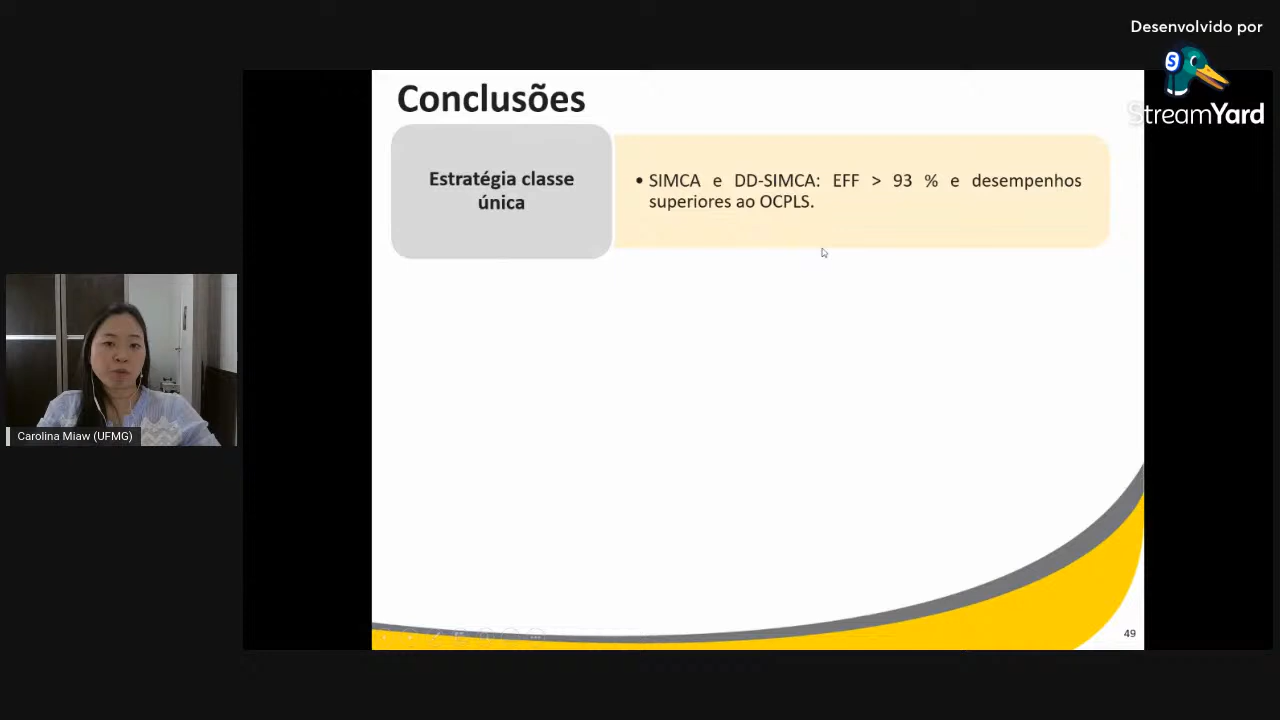 Desenvolvido por
S
StreamYard
Conclusões
Estratégia classe
única
• SIMCA e DD-SIMCA: EFF > 93 % e desempenhos
superiores ao OCPLS.
Carolina Miaw (UFMG)
49